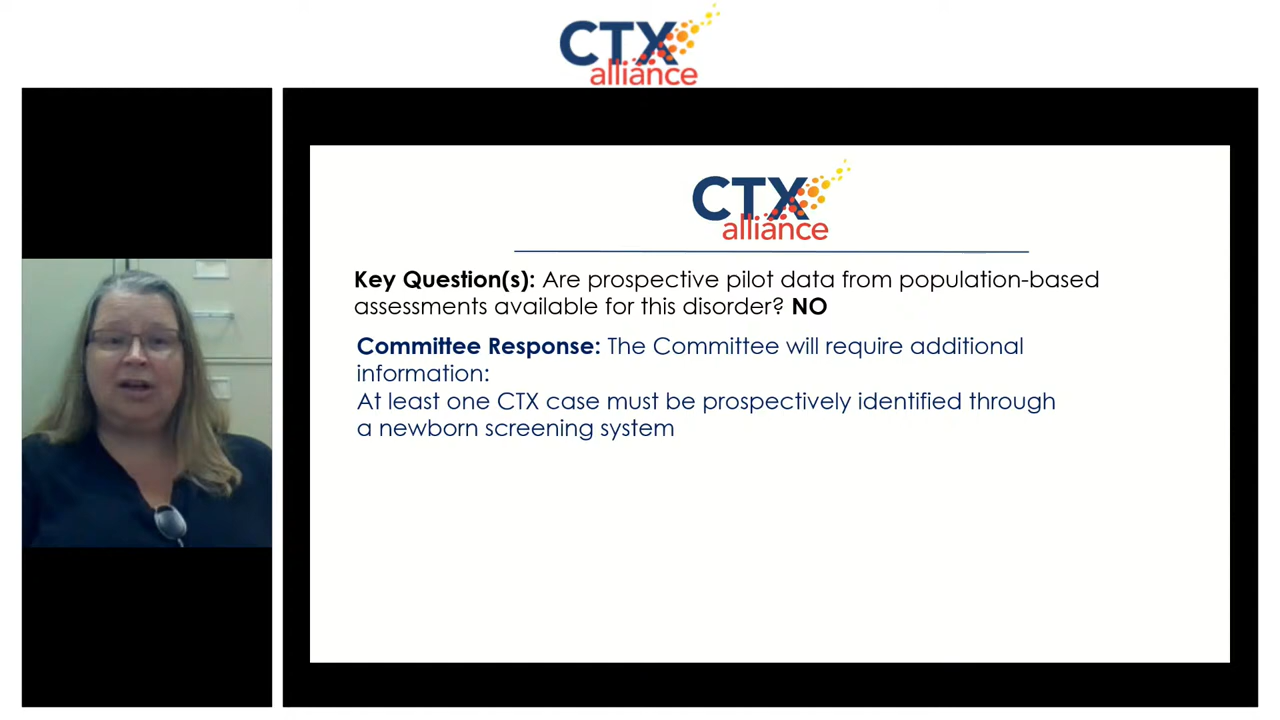 CTX
alliance
CTX
alliance
Key Question(s): Are prospective pilot data from population-based
assessments available for this disorder? NO
Committee Response: The Committee will require additional
information:
At least one CTX case must be prospectively identified through
a newborn screening system